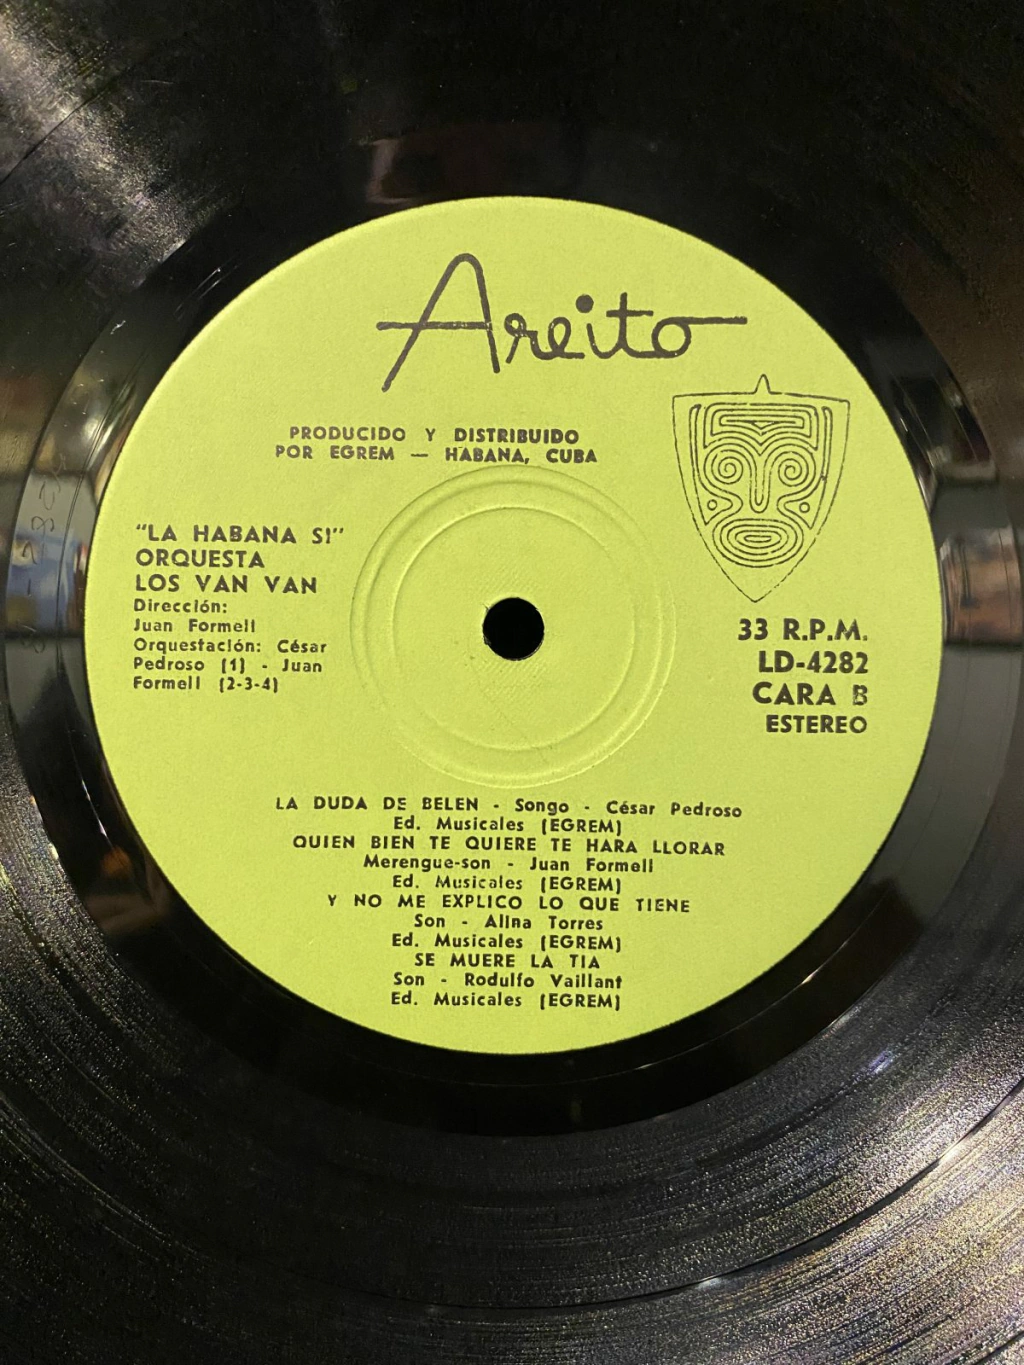 Areito
PRODUCIDO Y DISTRIBUIDO
POR EGREM — HABANA, CUBA
"LA HABANA SI"
ORQUESTA
LOS VAN VAN
Dirección:
Juan Formell
Orquestación: César
Pedroso (1) - Juan
Formell (2-3-4)
33 R.P.M.
LD-4282
CARA B
ESTEREO
LA DUDA DE BELEN - Songo - César Pedroso
Ed. Musicales (EGREM)
QUIEN BIEN TE QUIERE TE HARA LLORAR
Merengue-son - Juan Formell
Ed. Musicales (EGREM)
Y NO ME EXPLICO LO QUE TIENE
Son - Alina Torres
Ed. Musicales (EGREM)
SE MUERE LA TIA
Son - Rodulfo Vaillant
Ed. Musicales (EGREM)